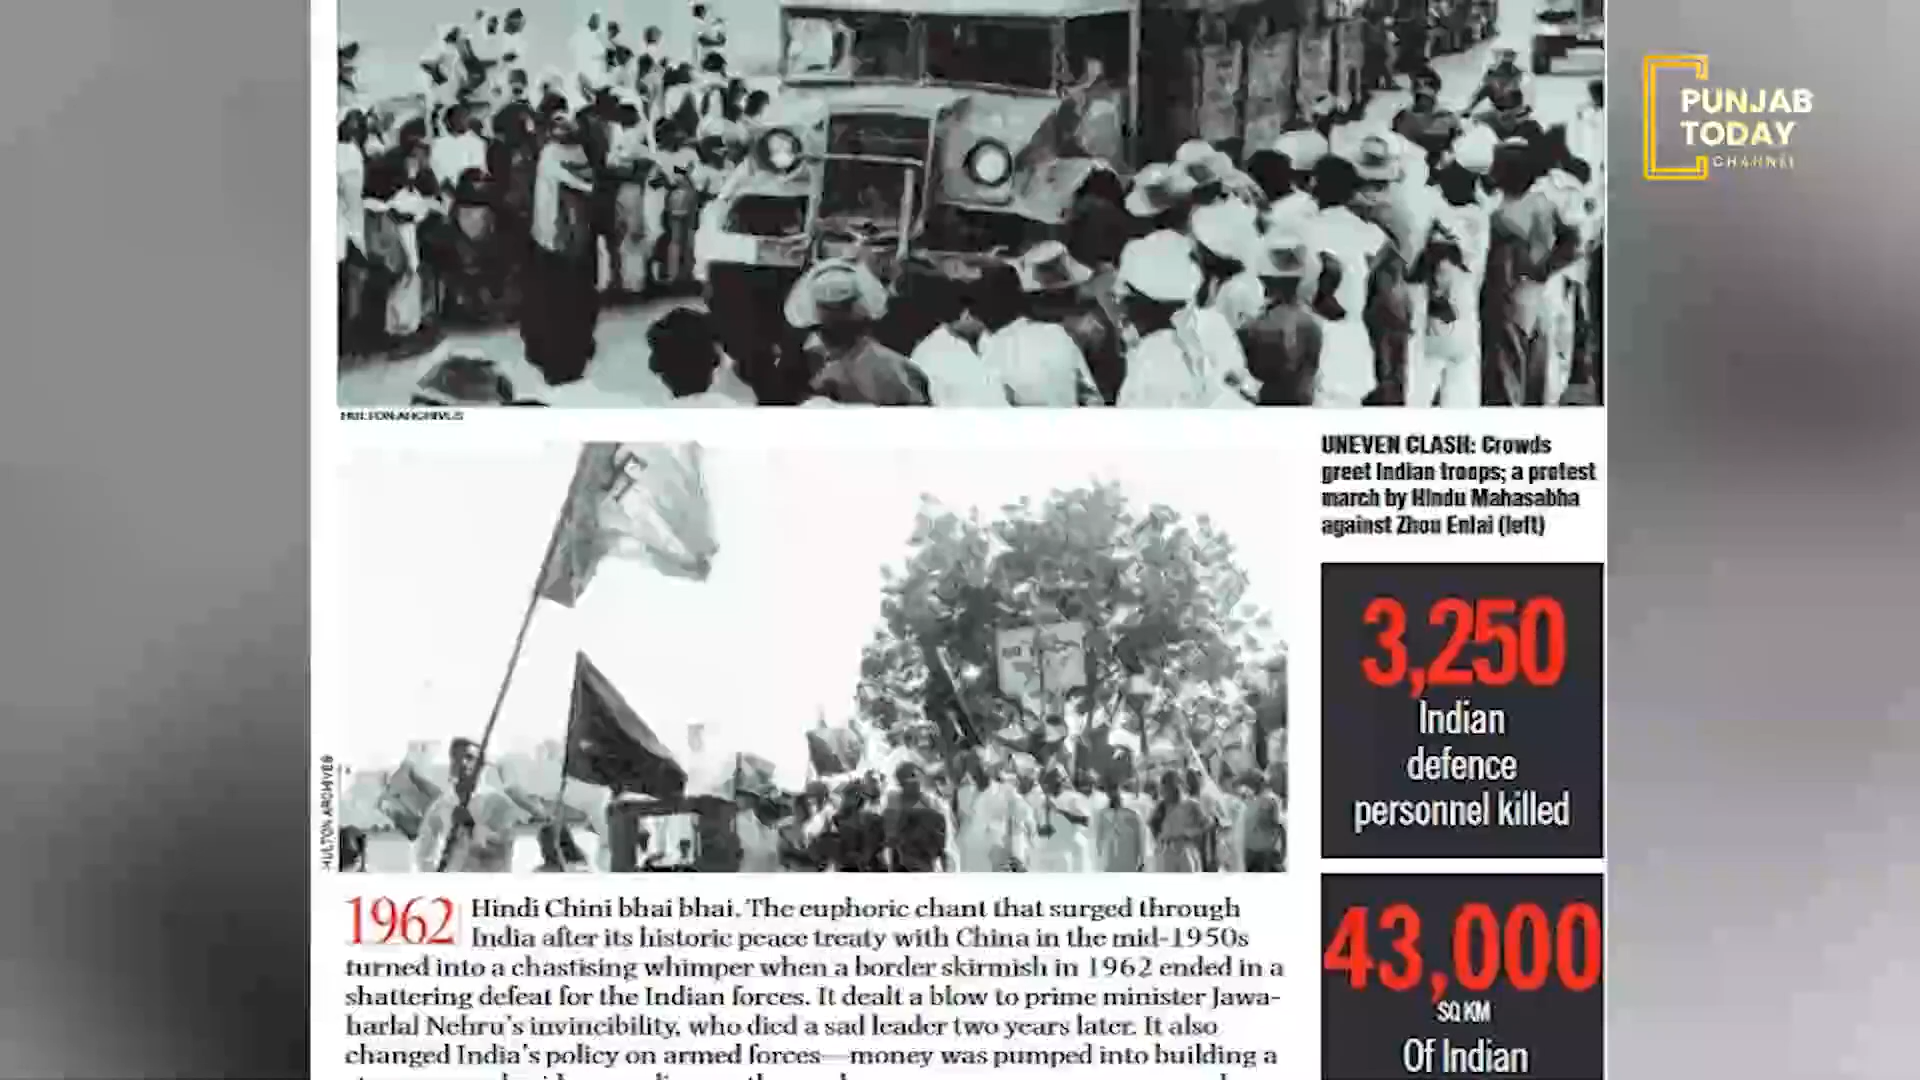 PUNJAB
TODAY
CHANNEL
HULTON ARCHIVES
UNEVEN CLASH: Crowds
greet Indian troops; a protest
march by Hindu Mahasabha
against Zhou Enlai (left)
HULTON ARCHIVES
3,250
Indian
defence
personnel killed
43,000
SQ KM
Of Indian
1962 Hindi Chini bhai bhai. The euphoric chant that surged through
India after its historic peace treaty with China in the mid-1950s
turned into a chastising whimper when a border skirmish in 1962 ended in a
shattering defeat for the Indian forces. It dealt a blow to prime minister Jawa-
harlal Nehru's invincibility, who died a sad leader two years later. It also
changed India's policy on armed forces—money was pumped into building a